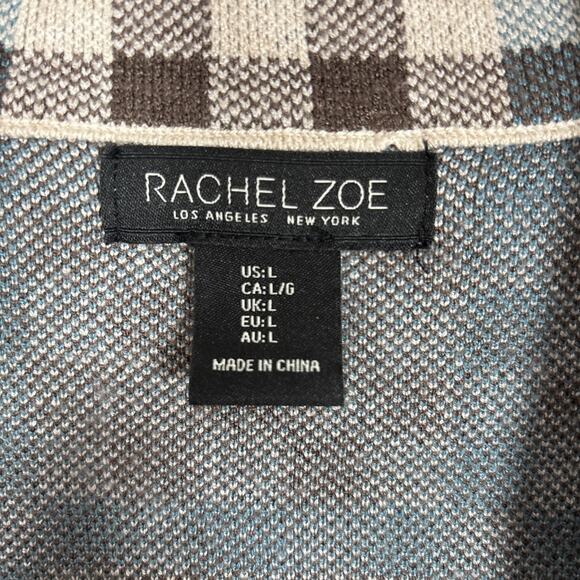 RACHEL ZOE
LOS ANGELES NEW YORK
US:L
CA:L/G
UK:L
EU:L
AU:L
MADE IN CHINA